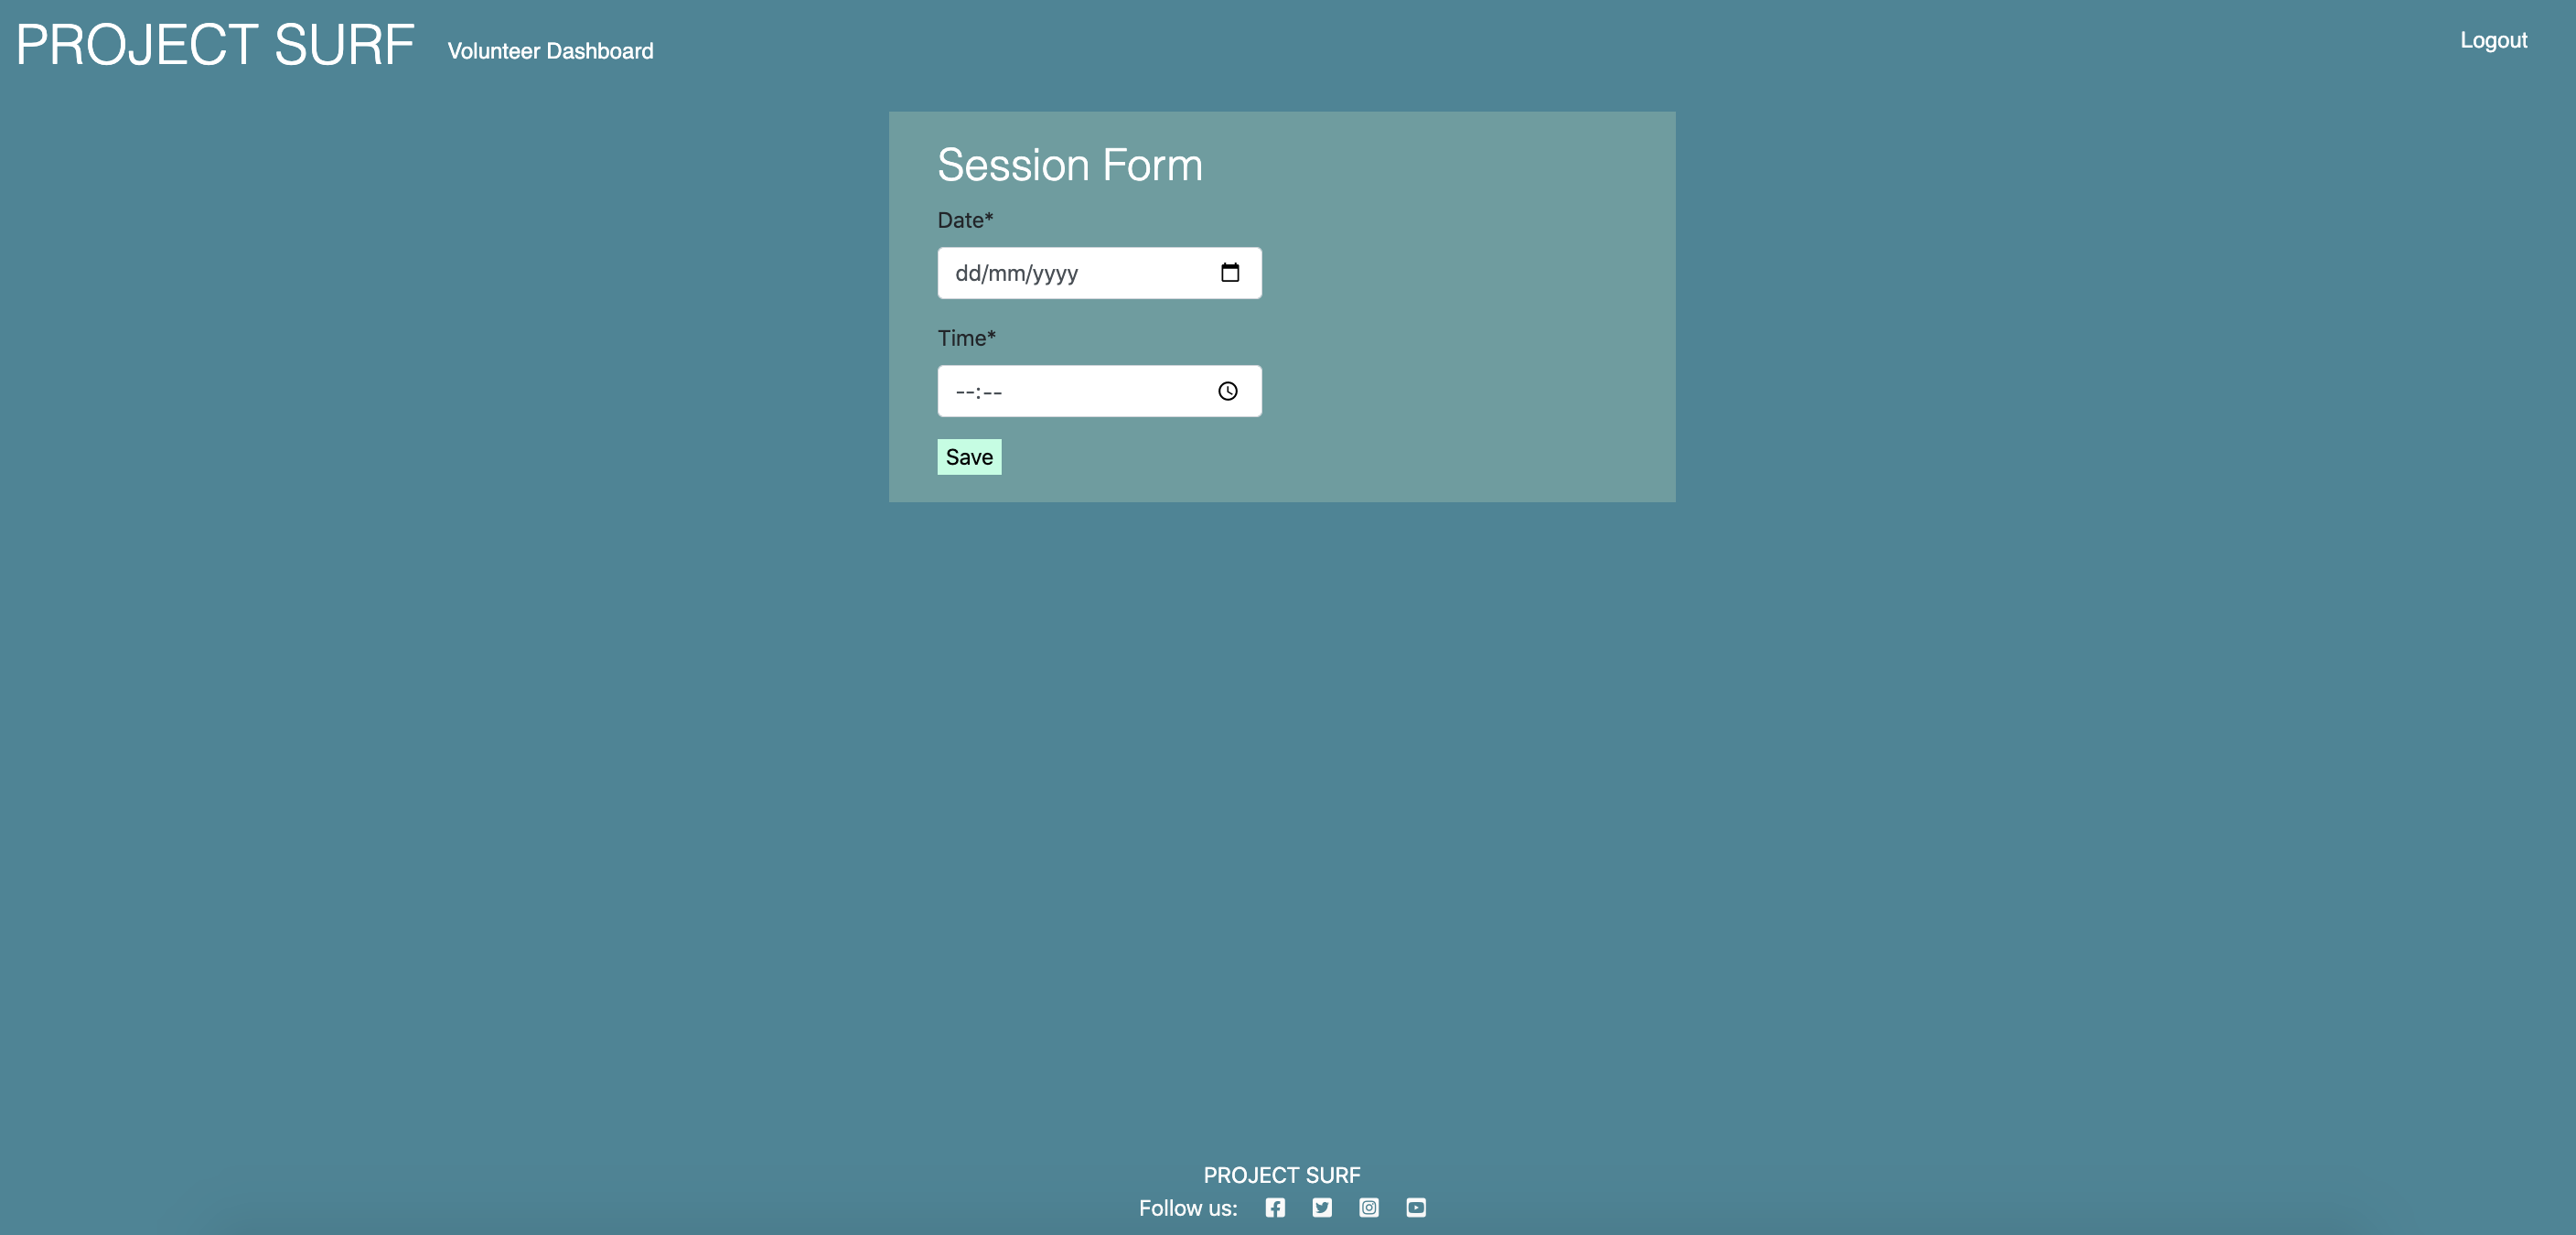 PROJECT SURF Volunteer Dashboard Logout
Session Form
Date*
dd/mm/yyyy
Time*
--:--
Save
PROJECT SURF
Follow us: